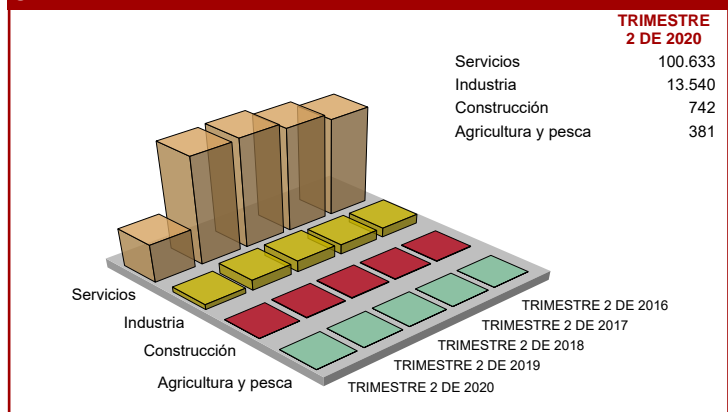 TRIMESTRE
2 DE 2020
Servicios 100.633
Industria 13.540
Construcción 742
Agricultura y pesca 381
Servicios
Industria
Construcción
Agricultura y pesca
TRIMESTRE 2 DE 2016
TRIMESTRE 2 DE 2017
TRIMESTRE 2 DE 2018
TRIMESTRE 2 DE 2019
TRIMESTRE 2 DE 2020